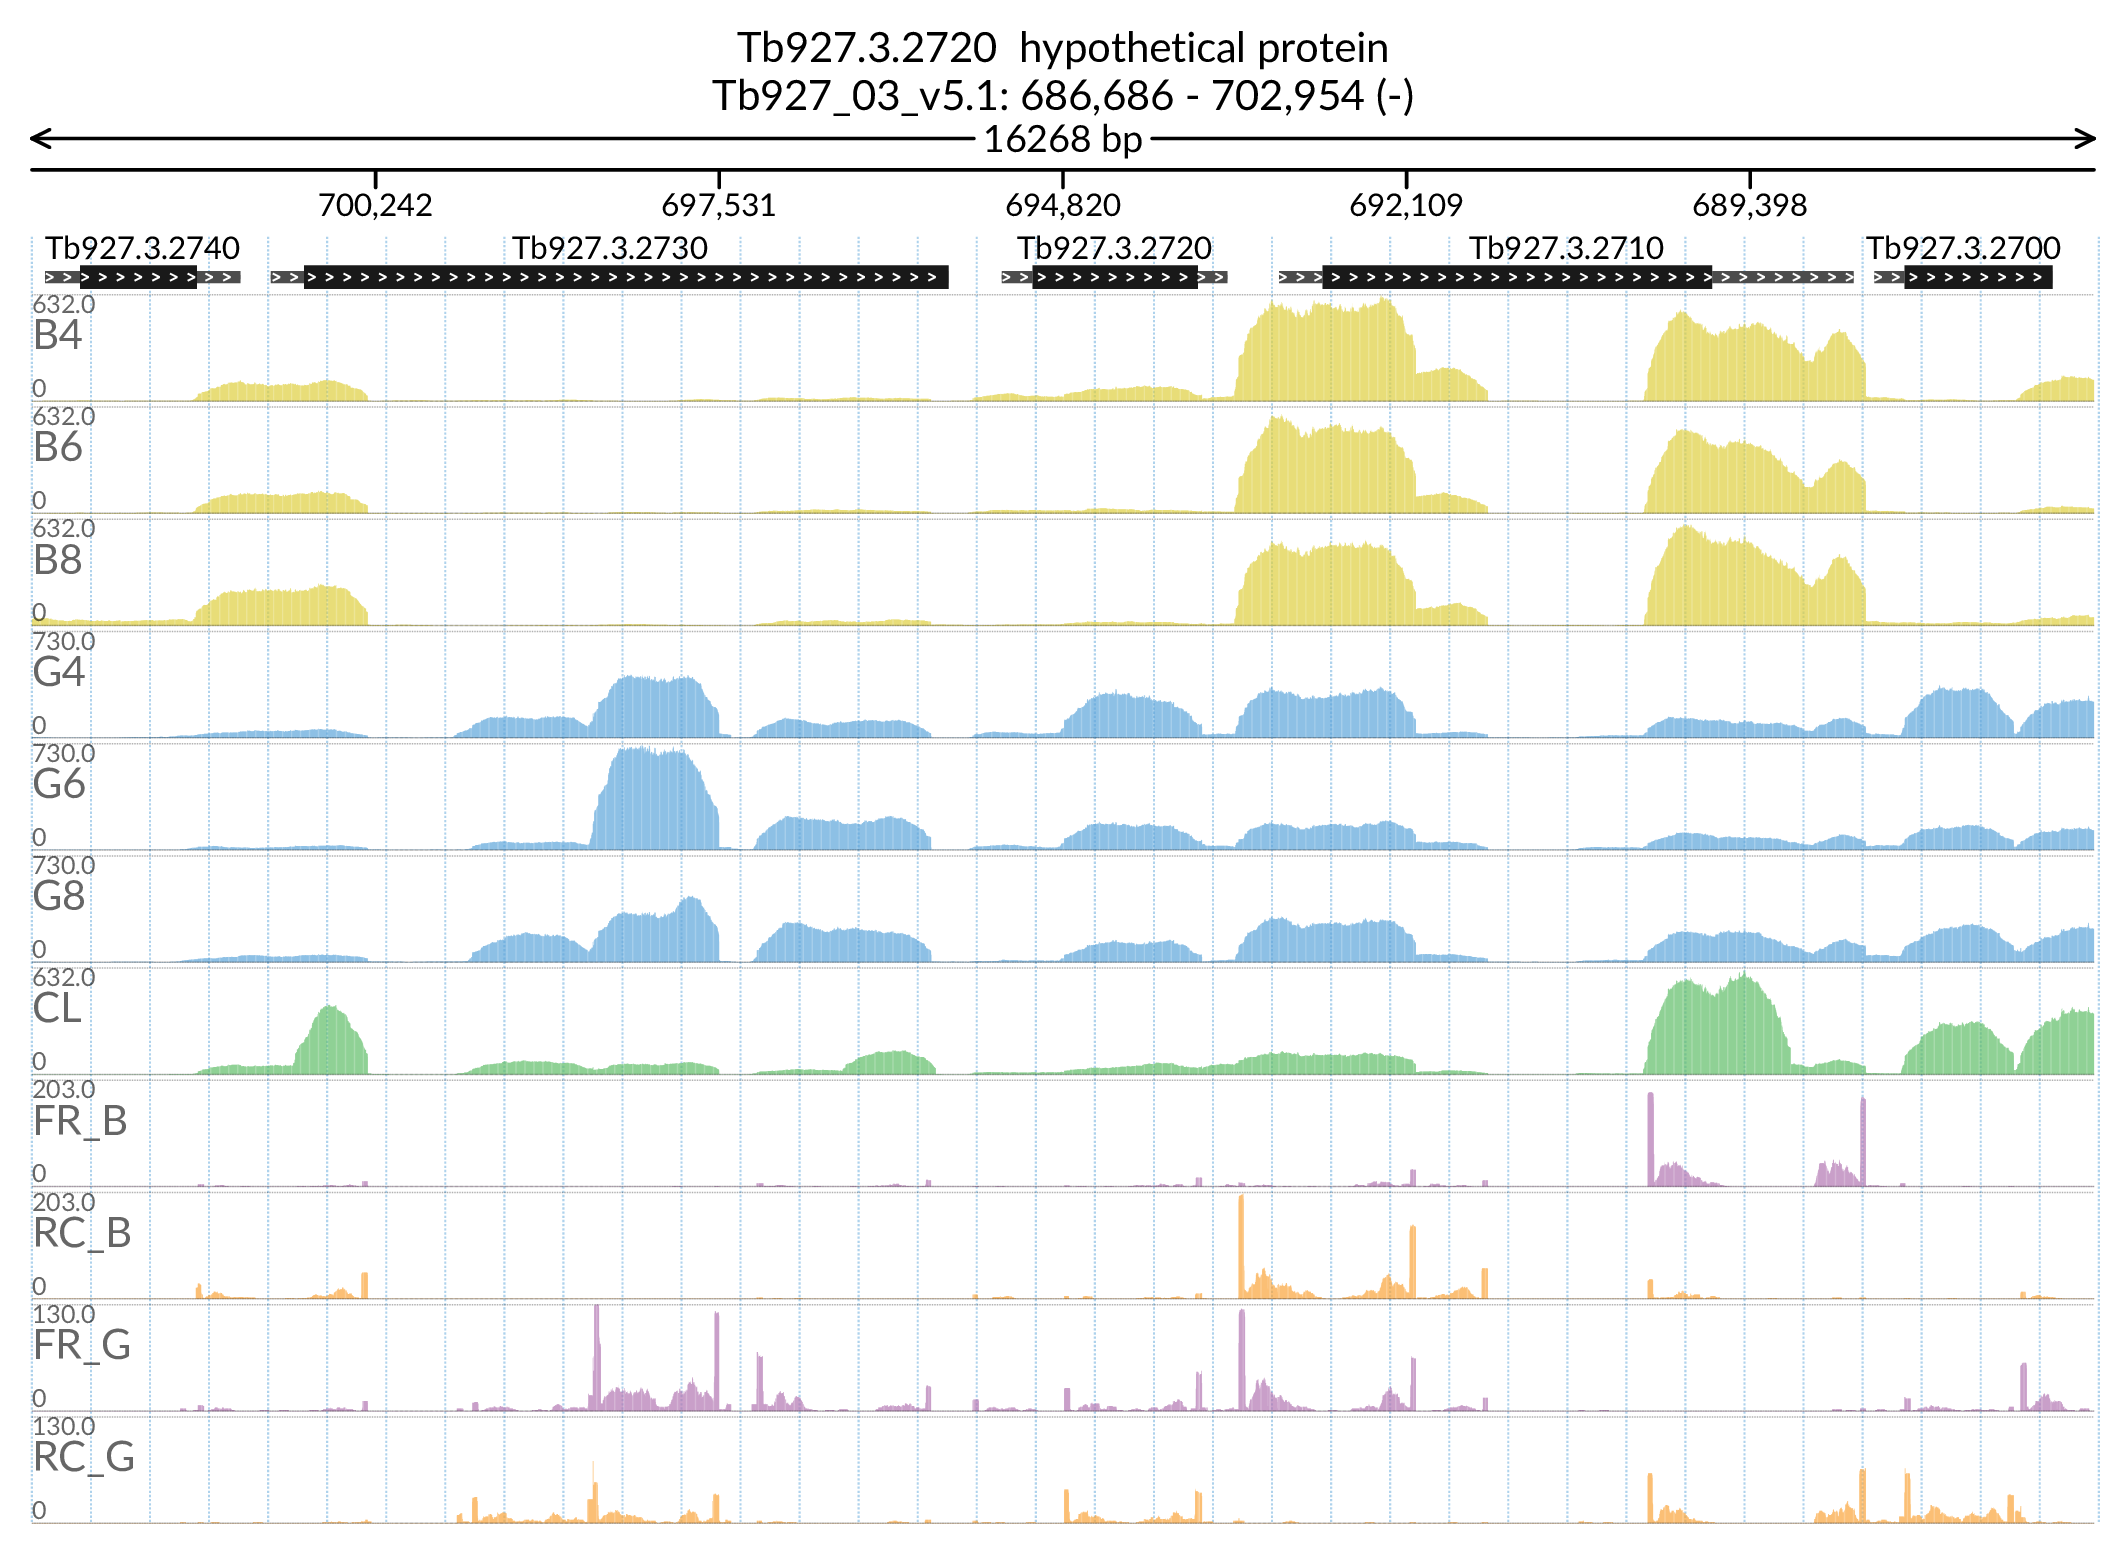 Tb927.3.2720 hypothetical protein
Tb927_03_v5.1: 686,686 - 702,954 (-)
16268 bp
700,242 697,531 694,820 692,109 689,398
Tb927.3.2740 Tb927.3.2730 Tb927.3.2720 Tb927.3.2710 Tb927.3.2700
632.0
B4
0
632.0
B6
0
632.0
B8
0
730.0
G4
0
730.0
G6
0
730.0
G8
0
632.0
CL
0
203.0
FR_B
0
203.0
RC_B
0
130.0
FR_G
0
130.0
RC_G
0